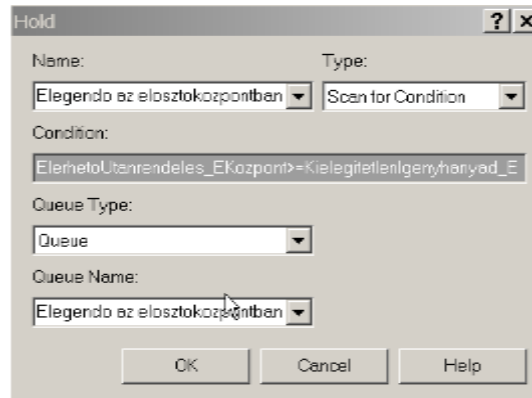 Hold
Name: Type:
Elegendo az elosztokozpontban Scan for Condition
Condition:
ElerhetoUtanrendeles_EKozpont>=KielegitetlenIgenyhanyad_E
Queue Type:
Queue
Queue Name:
Elegendo az elosztokozpontban
OK Cancel Help